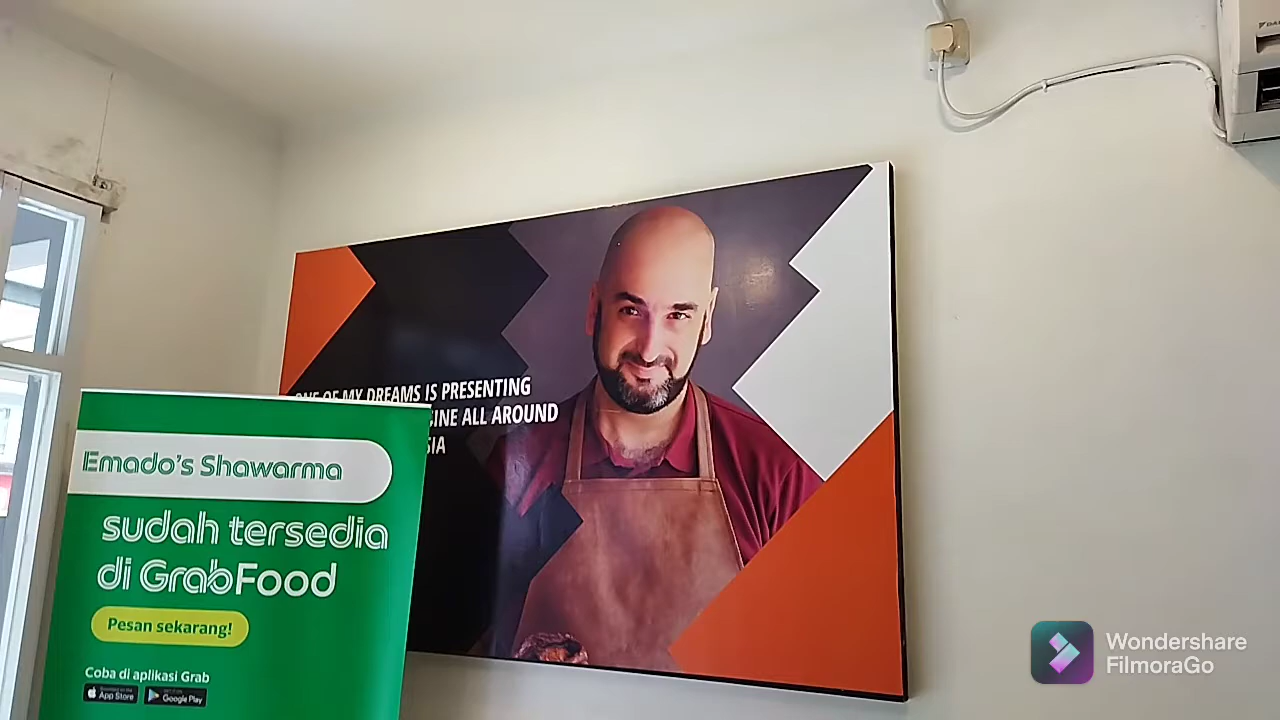 ONE OF MY DREAMS IS PRESENTING
INE ALL AROUND
SIA
Emado's Shawarma
sudah tersedia
di GrabFood
Pesan sekarang!
Coba di aplikasi Grab
App Store
Google Play
Wondershare
FilmoraGo